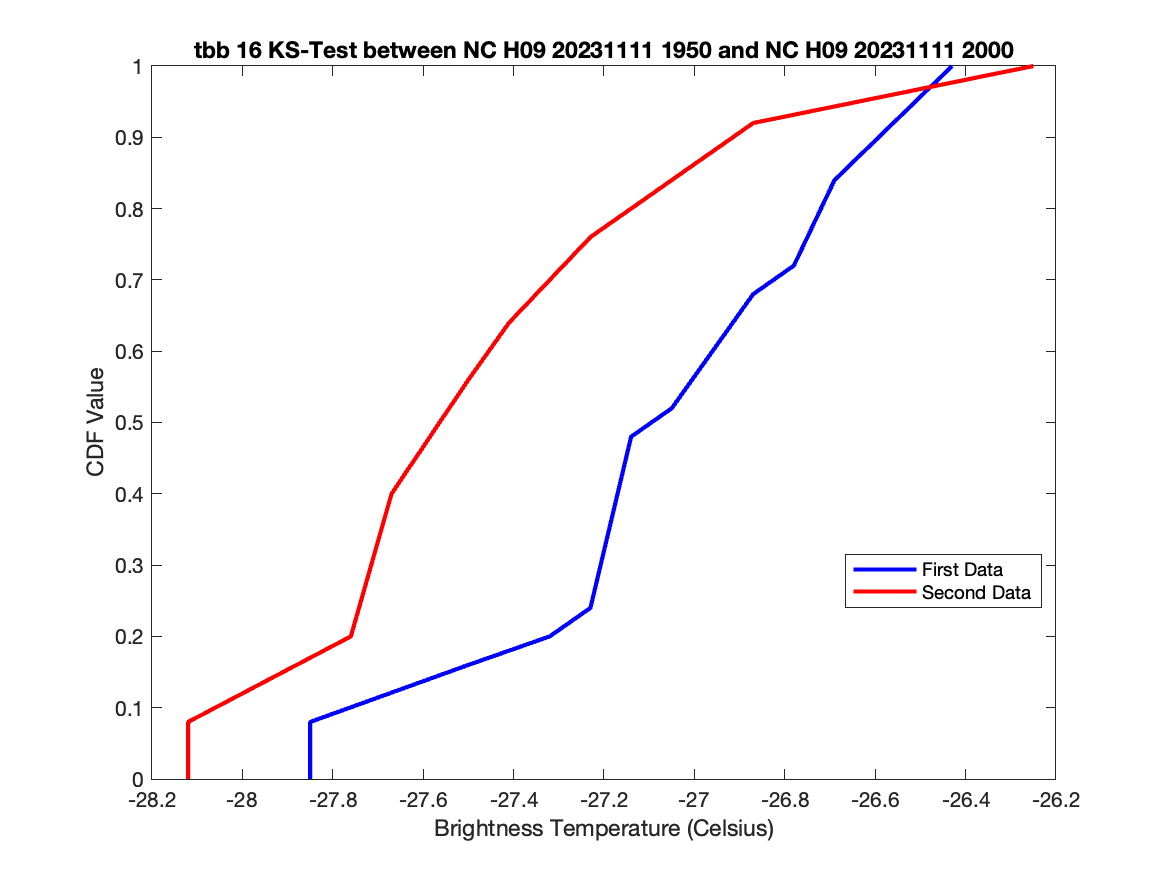 tbb 16 KS-Test between NC H09 20231111 1950 and NC H09 20231111 2000
1
0.9
0.8
0.7
0.6
0.5
0.4
0.3
0.2
0.1
0
CDF Value
First Data
Second Data
-28.2 -28 -27.8 -27.6 -27.4 -27.2 -27 -26.8 -26.6 -26.4 -26.2
Brightness Temperature (Celsius)